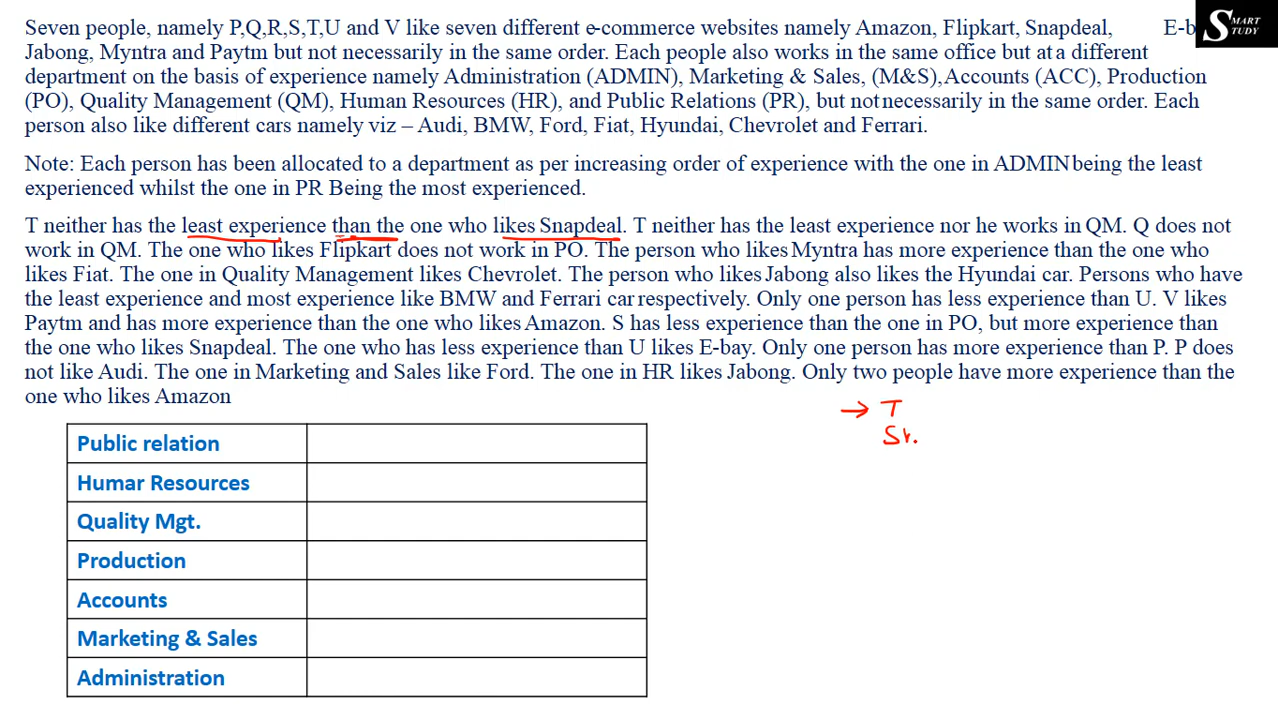 Seven people, namely P,Q,R,S,T,U and V like seven different e-commerce websites namely Amazon, Flipkart, Snapdeal, E-b
SMART STUDY
Jabong, Myntra and Paytm but not necessarily in the same order. Each people also works in the same office but at a different
department on the basis of experience namely Administration (ADMIN), Marketing & Sales, (M&S),Accounts (ACC), Production
(PO), Quality Management (QM), Human Resources (HR), and Public Relations (PR), but not necessarily in the same order. Each
person also like different cars namely viz – Audi, BMW, Ford, Fiat, Hyundai, Chevrolet and Ferrari.
Note: Each person has been allocated to a department as per increasing order of experience with the one in ADMIN being the least
experienced whilst the one in PR Being the most experienced.
T neither has the least experience than the one who likes Snapdeal. T neither has the least experience nor he works in QM. Q does not
work in QM. The one who likes Flipkart does not work in PO. The person who likes Myntra has more experience than the one who
likes Fiat. The one in Quality Management likes Chevrolet. The person who likes Jabong also likes the Hyundai car. Persons who have
the least experience and most experience like BMW and Ferrari car respectively. Only one person has less experience than U. V likes
Paytm and has more experience than the one who likes Amazon. S has less experience than the one in PO, but more experience than
the one who likes Snapdeal. The one who has less experience than U likes E-bay. Only one person has more experience than P. P does
not like Audi. The one in Marketing and Sales like Ford. The one in HR likes Jabong. Only two people have more experience than the
one who likes Amazon
→ T
Public relation
Humar Resources
Quality Mgt.
Production
Accounts
Marketing & Sales
Administration